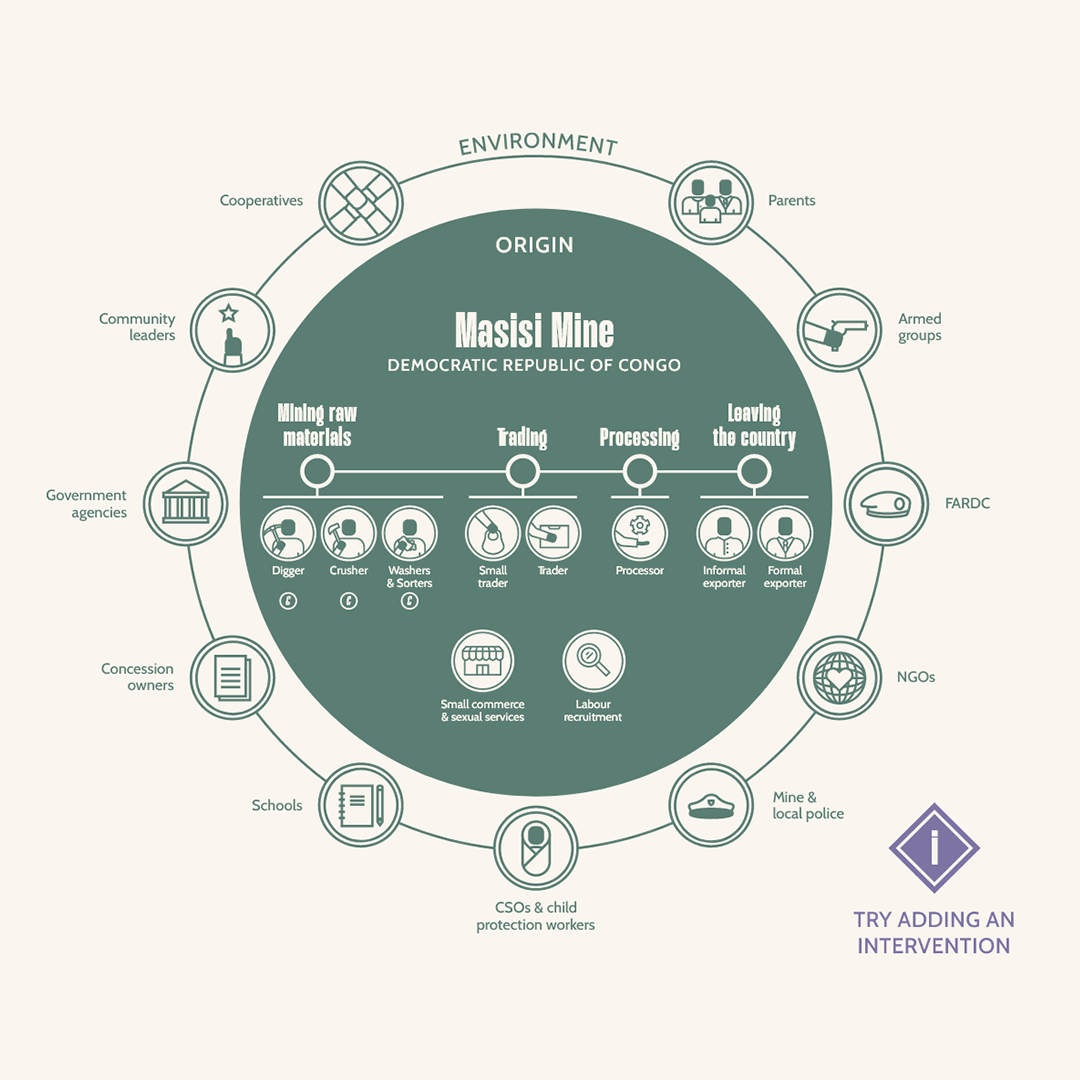 ENVIRONMENT
Cooperatives
Parents
ORIGIN
Community
leaders
Armed
groups
Masisi Mine
DEMOCRATIC REPUBLIC OF CONGO
Mining raw
materials
Trading
Processing
Leaving
the country
Government
agencies
FARDC
Digger
Crusher
Washers
& Sorters
Small
trader
Trader
Processor
Informal
exporter
Formal
exporter
C
C
C
Concession
owners
NGOs
Small commerce
& sexual services
Labour
recruitment
Schools
Mine &
local police
CSOs & child
protection workers
i
TRY ADDING AN
INTERVENTION